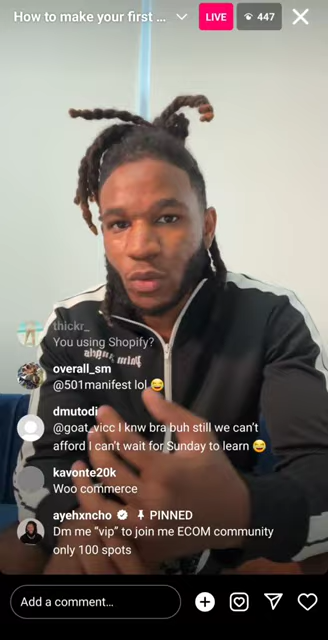 How to make your first ...
LIVE
447
thickr_
You using Shopify?
Palm Angels
overall_sm
@501manifest lol 😂
dmutodi
@goat_vicc I knw bra buh still we can't
afford I can't wait for Sunday to learn 😂
kavonte20k
Woo commerce
ayehxncho PINNED
Dm me “vip” to join me ECOM community
only 100 spots
Add a comment...